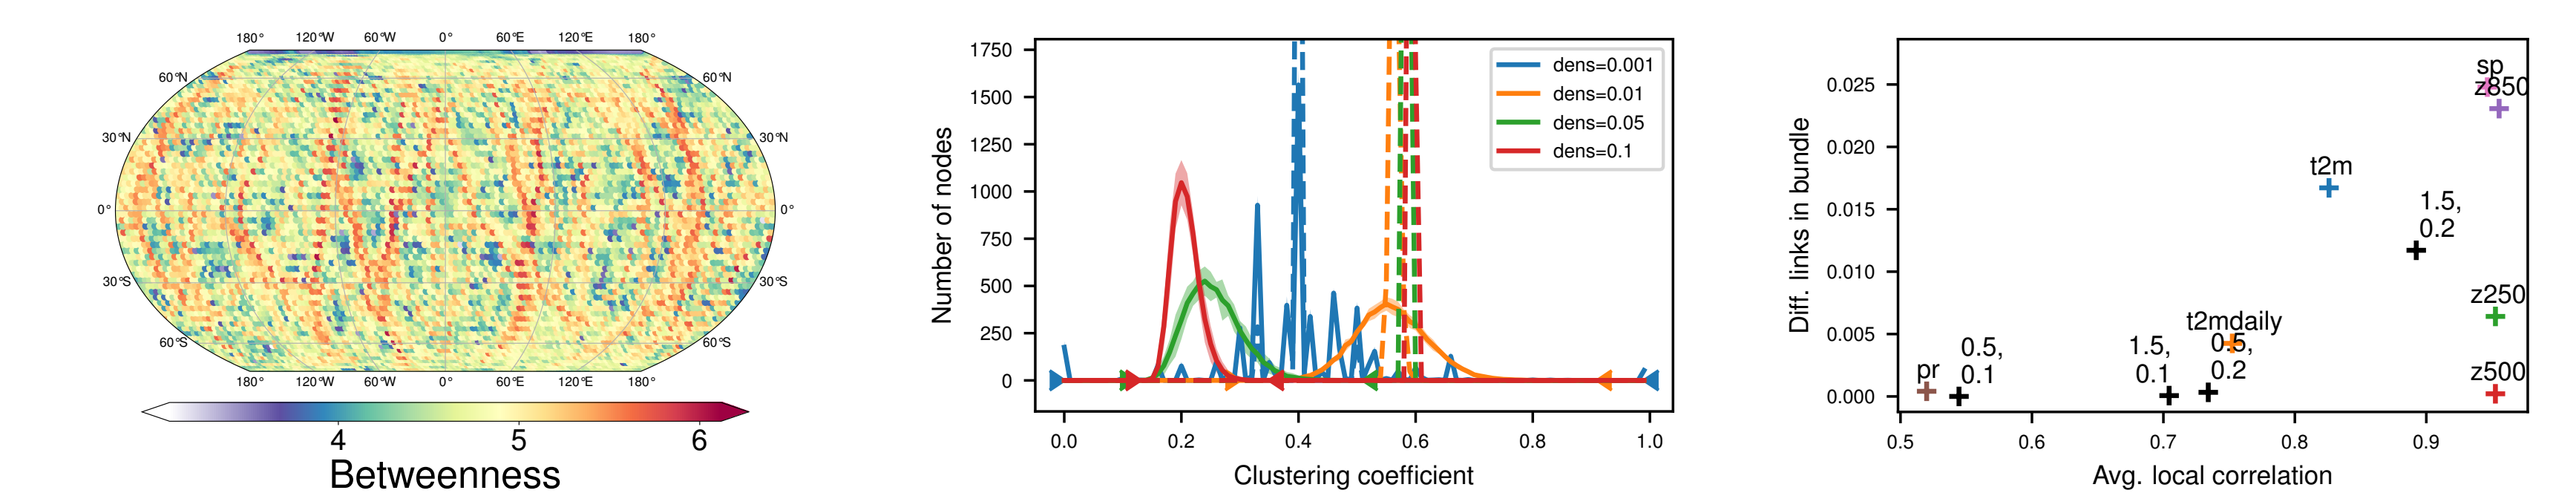 180° 120°W 60°W 0° 60°E 120°E 180°
60°N 60°N
30°N 30°N
0° 0°
30°S 30°S
60°S 60°S
180° 120°W 60°W 0° 60°E 120°E 180°
4 5 6
Betweenness
Number of nodes
1750
1500
1250
1000
750
500
250
0
dens=0.001
dens=0.01
dens=0.05
dens=0.1
0.0 0.2 0.4 0.6 0.8 1.0
Clustering coefficient
Diff. links in bundle
0.025
0.020
0.015
0.010
0.005
0.000
sp
z850
t2m
1.5,
0.2
z250
t2mdaily
0.5,
0.2
1.5,
0.1
0.5,
0.1
pr
z500
0.5 0.6 0.7 0.8 0.9
Avg. local correlation